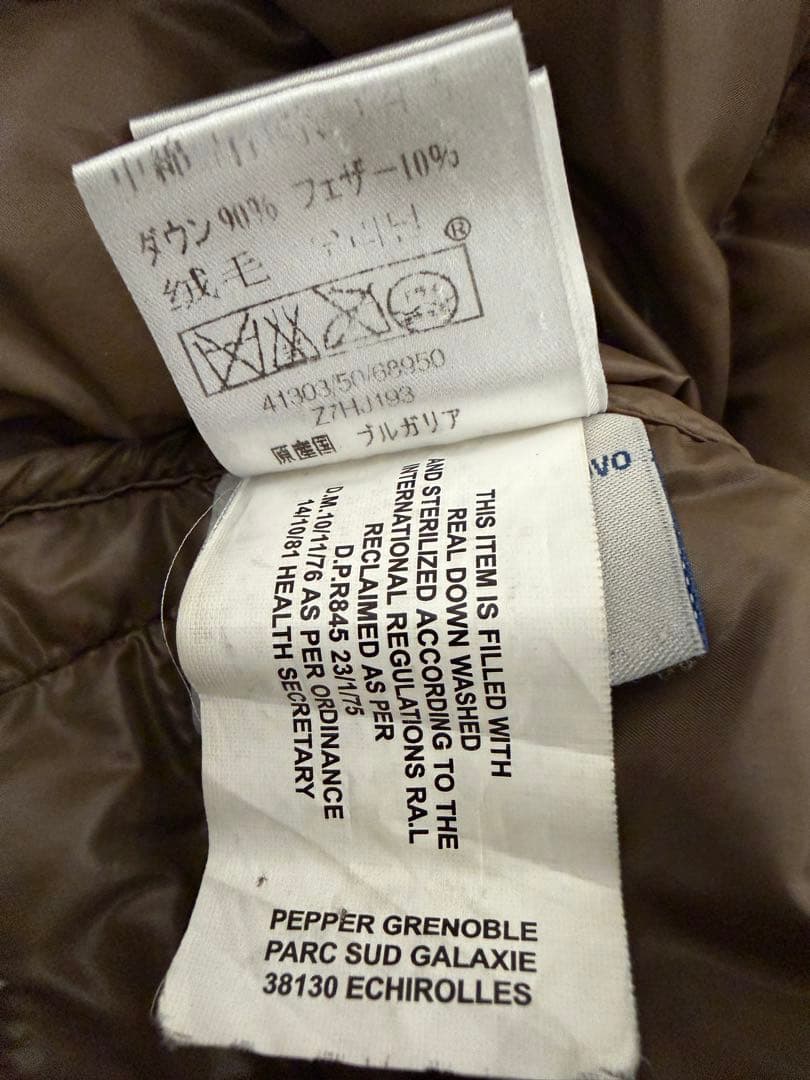 中綿
ダウン90% フェザー10%
絨毛
®
41303/50/68950
Z7HJ193
原産国 ブルガリア
THIS ITEM IS FILLED WITH
REAL DOWN WASHED
AND STERILIZED ACCORDING TO THE
INTERNATIONAL REGULATIONS RA.L
RECLAIMED AS PER
D.P.R845 23/1/75
D.M.10/11/76 AS PER ORDINANCE
14/10/81 HEALTH SECRETARY
PEPPER GRENOBLE
PARC SUD GALAXIE
38130 ECHIROLLES